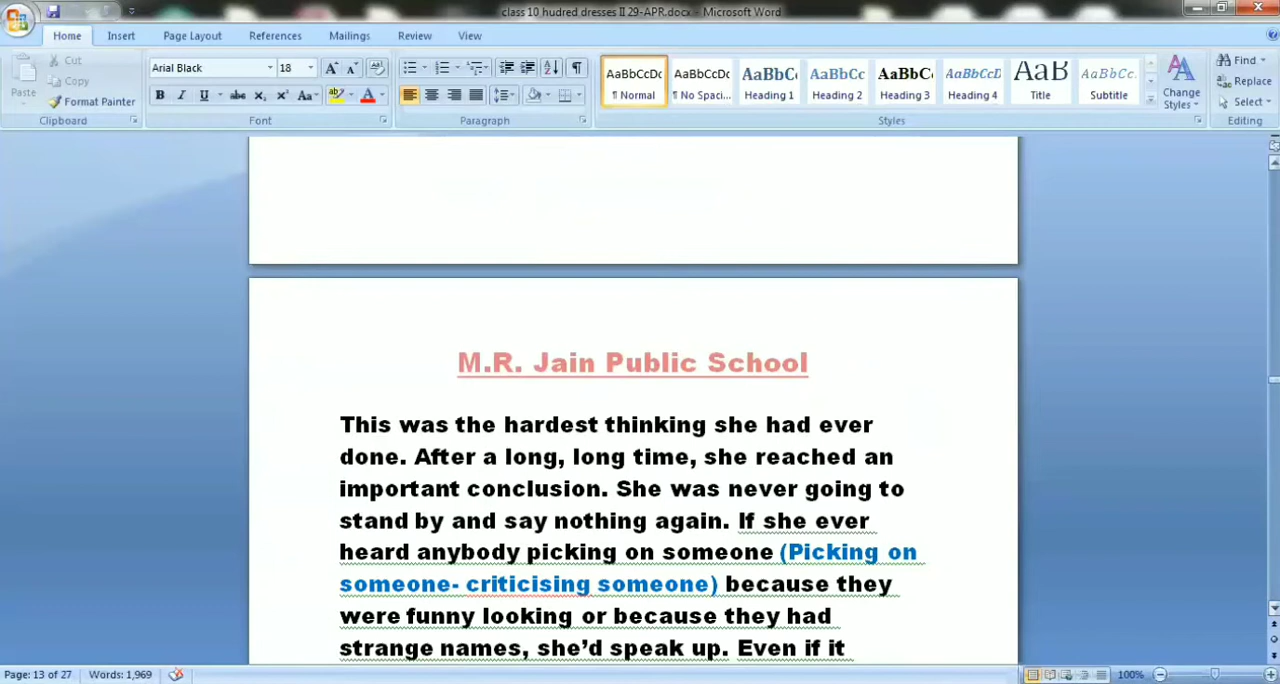 class 10 hudred dresses II 29-APR.docx - Microsoft Word
Home Insert Page Layout References Mailings Review View
Paste
Cut
Copy
Format Painter
Clipboard
Arial Black 18
B I U abc X₂ X² Aa
Font
Paragraph
AaBbCcDc ¶ Normal
AaBbCcDc ¶ No Spaci...
AaBbC( Heading 1
AaBbCc Heading 2
AaBbC( Heading 3
AaBbCcD Heading 4
AaB Title
AaBbCc. Subtitle
Change Styles
Styles
Find
Replace
Select
Editing
M.R. Jain Public School
This was the hardest thinking she had ever
done. After a long, long time, she reached an
important conclusion. She was never going to
stand by and say nothing again. If she ever
heard anybody picking on someone (Picking on
someone- criticising someone) because they
were funny looking or because they had
strange names, she'd speak up. Even if it
Page: 13 of 27 Words: 1,969 100%